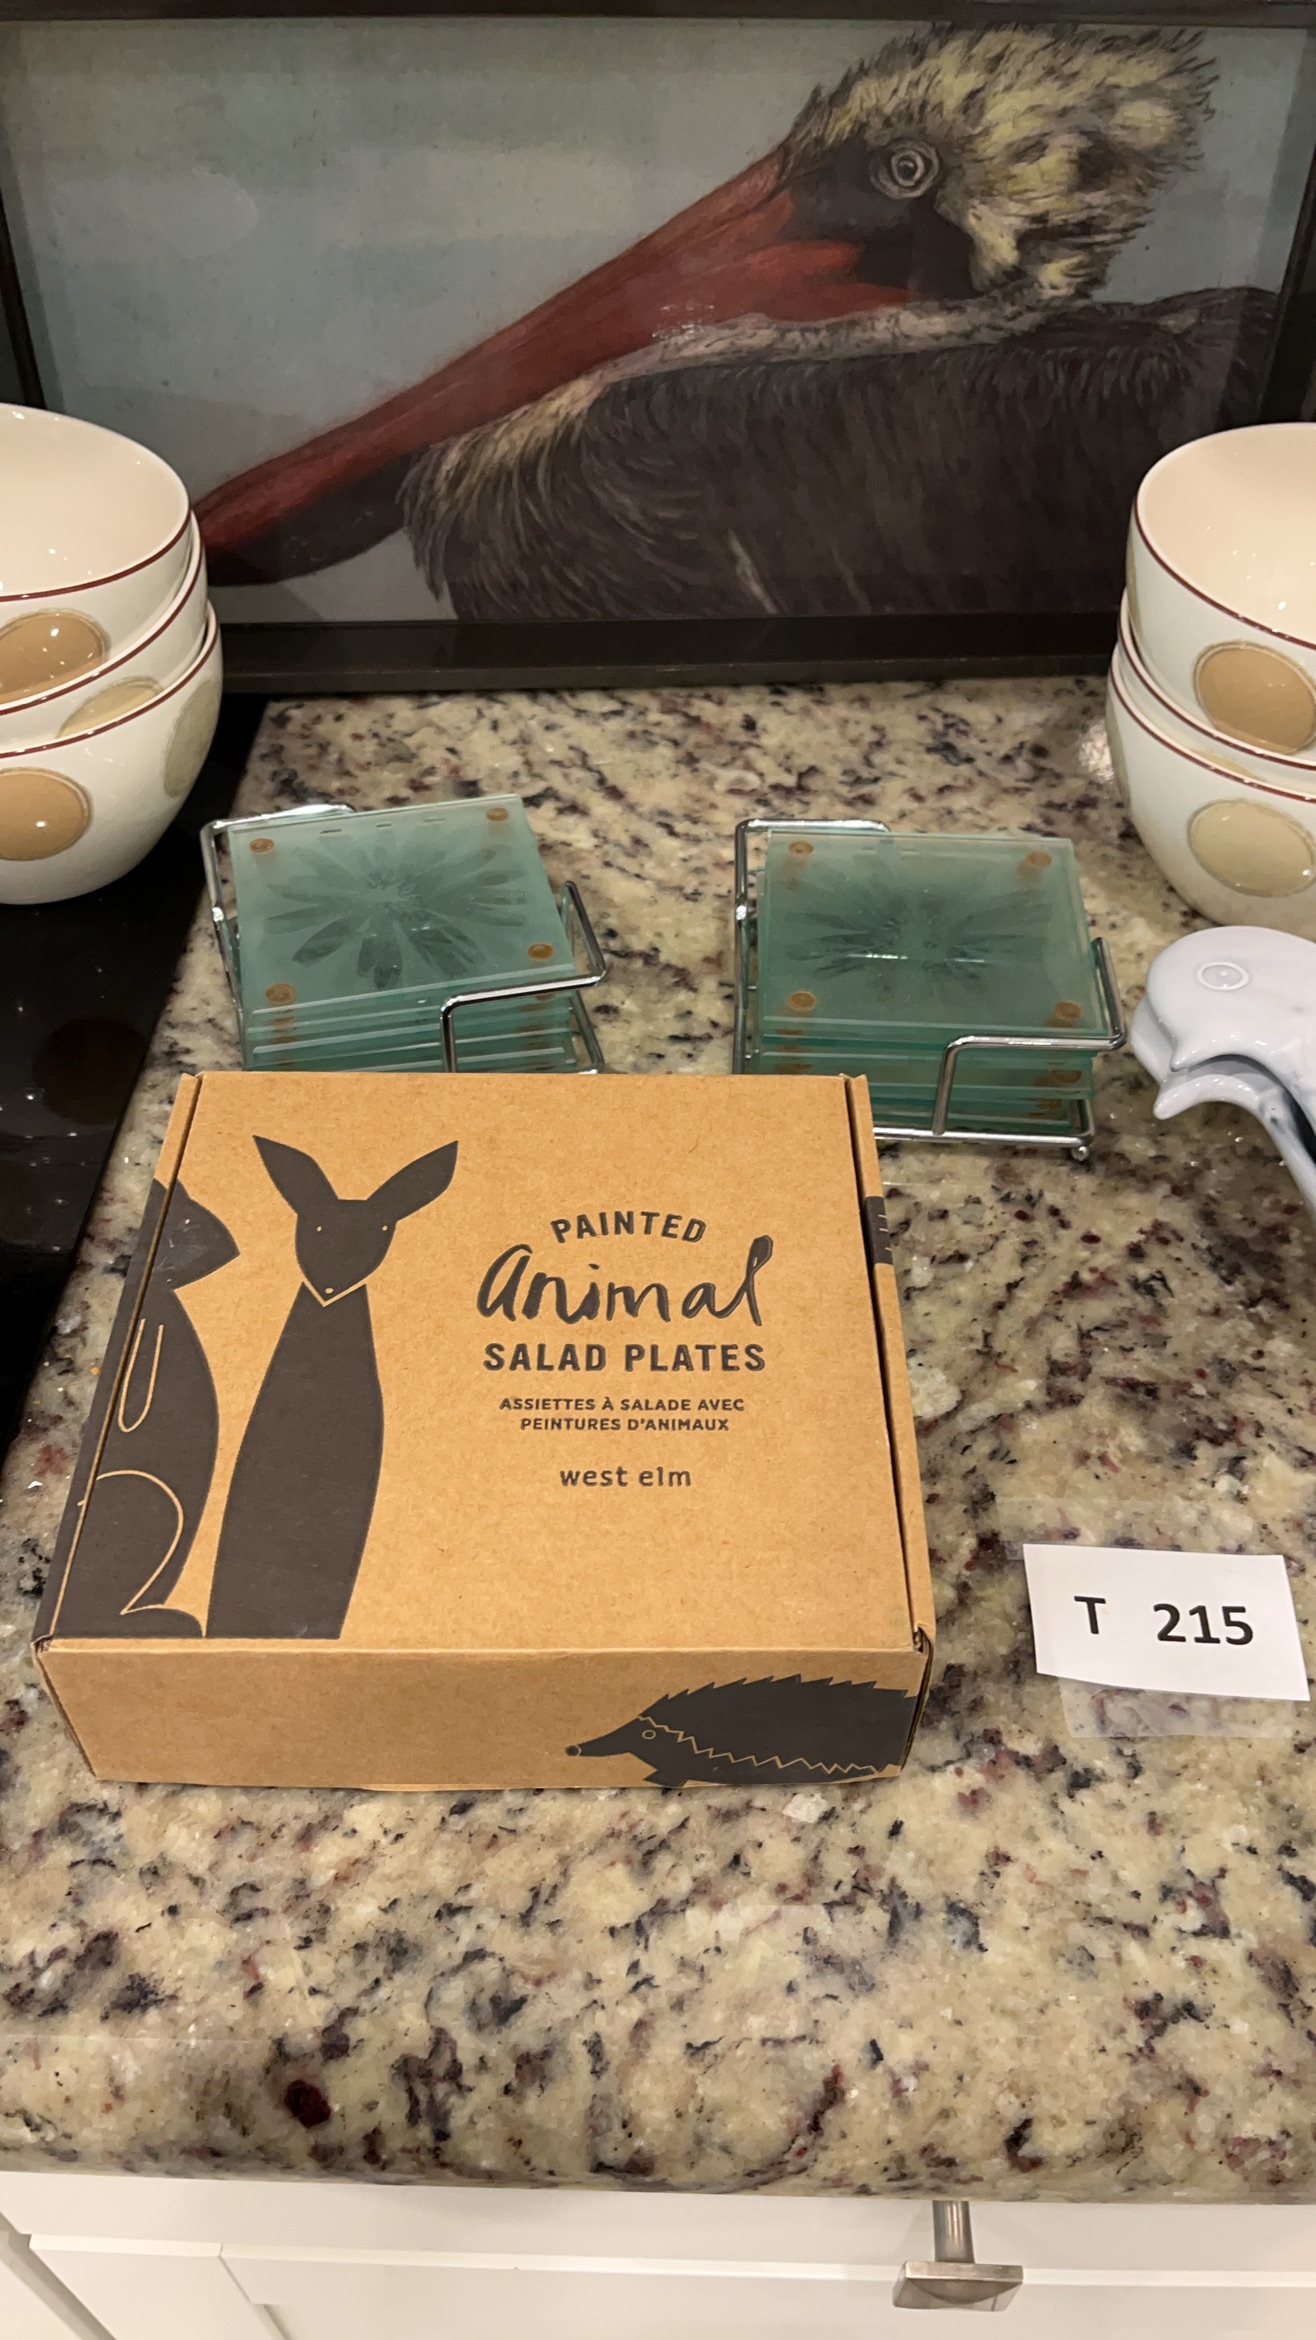 PAINTED
animal
SALAD PLATES
ASSIETTES À SALADE AVEC
PEINTURES D'ANIMAUX
west elm
T 215